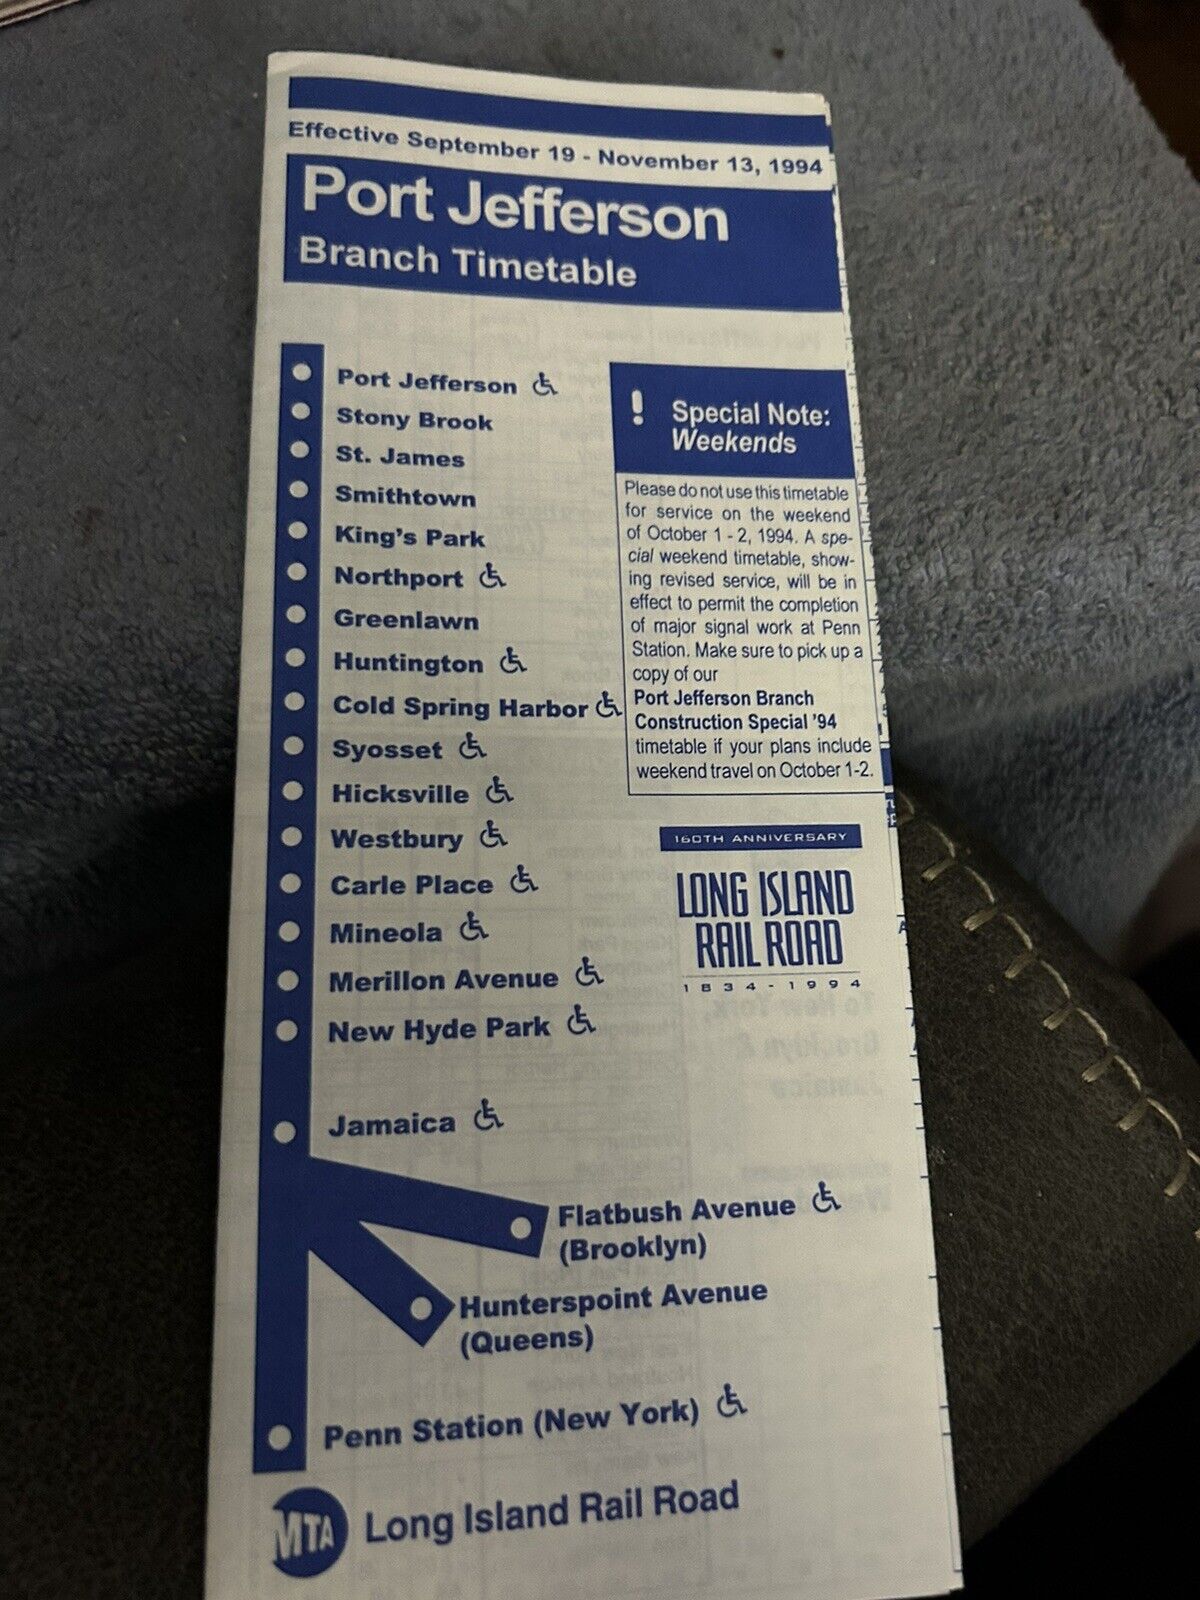 Effective September 19 - November 13, 1994
Port Jefferson
Branch Timetable
Port Jefferson
Stony Brook
St. James
Smithtown
King's Park
Northport
Greenlawn
Huntington
Cold Spring Harbor
Syosset
Hicksville
Westbury
Carle Place
Mineola
Merillon Avenue
New Hyde Park
Jamaica
Flatbush Avenue
(Brooklyn)
Hunterspoint Avenue
(Queens)
Penn Station (New York)
! Special Note:
Weekends
Please do not use this timetable
for service on the weekend
of October 1 - 2, 1994. A spe-
cial weekend timetable, show-
ing revised service, will be in
effect to permit the completion
of major signal work at Penn
Station. Make sure to pick up a
copy of our
Port Jefferson Branch
Construction Special '94
timetable if your plans include
weekend travel on October 1-2.
160TH ANNIVERSARY
LONG ISLAND
RAIL ROAD
1834-1994
MTA Long Island Rail Road